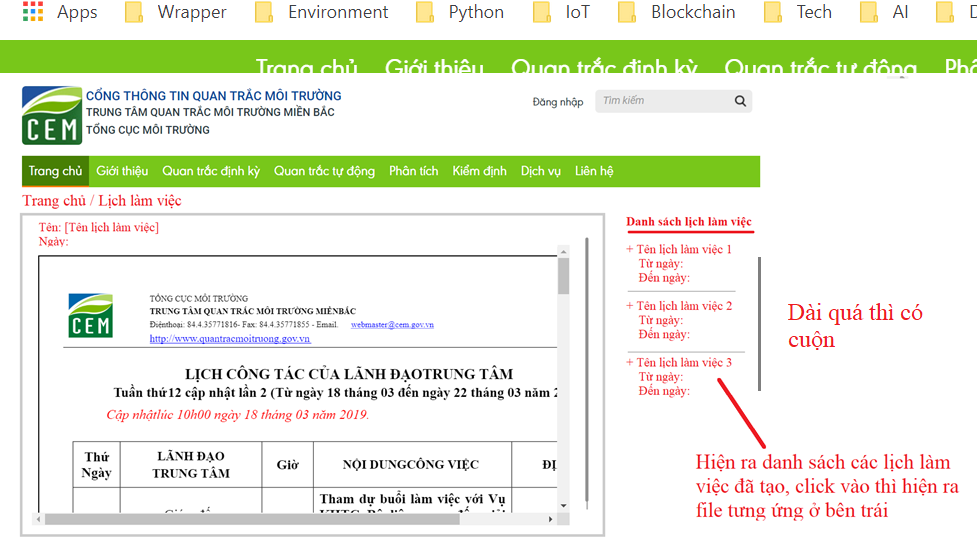 Apps Wrapper Environment Python IoT Blockchain Tech AI
Trang chủ Giới thiệu Quan trắc định kỳ Quan trắc tự động
CỔNG THÔNG TIN QUAN TRẮC MÔI TRƯỜNG
TRUNG TÂM QUAN TRẮC MÔI TRƯỜNG MIỀN BẮC
TỔNG CỤC MÔI TRƯỜNG
CEM
Đăng nhập Tìm kiếm
Trang chủ Giới thiệu Quan trắc định kỳ Quan trắc tự động Phân tích Kiểm định Dịch vụ Liên hệ
Trang chủ / Lịch làm việc
Tên: [Tên lịch làm việc]
Ngày:
CEM
TỔNG CỤC MÔI TRƯỜNG
TRUNG TÂM QUAN TRẮC MÔI TRƯỜNG MIỀNBẮC
Điệnthoại: 84.4.35771816- Fax: 84.4.35771855 - Email. webmaster@cem.gov.vn
http://www.quantracmoitruong.gov.vn
LỊCH CÔNG TÁC CỦA LÃNH ĐẠOTRUNG TÂM
Tuần thứ12 cập nhật lần 2 (Từ ngày 18 tháng 03 đến ngày 22 tháng 03 năm 2
Cập nhậtlúc 10h00 ngày 18 tháng 03 năm 2019.
Thứ Ngày
LÃNH ĐẠO TRUNG TÂM
Giờ
NỘI DUNGCÔNG VIỆC
Tham dự buổi làm việc với Vụ
Danh sách lịch làm việc
+ Tên lịch làm việc 1
Từ ngày:
Đến ngày:
+ Tên lịch làm việc 2
Từ ngày:
Đến ngày:
+ Tên lịch làm việc 3
Từ ngày:
Đến ngày:
Dài quá thì có
cuộn
Hiện ra danh sách các lịch làm
việc đã tạo, click vào thì hiện ra
file tưng ứng ở bên trái